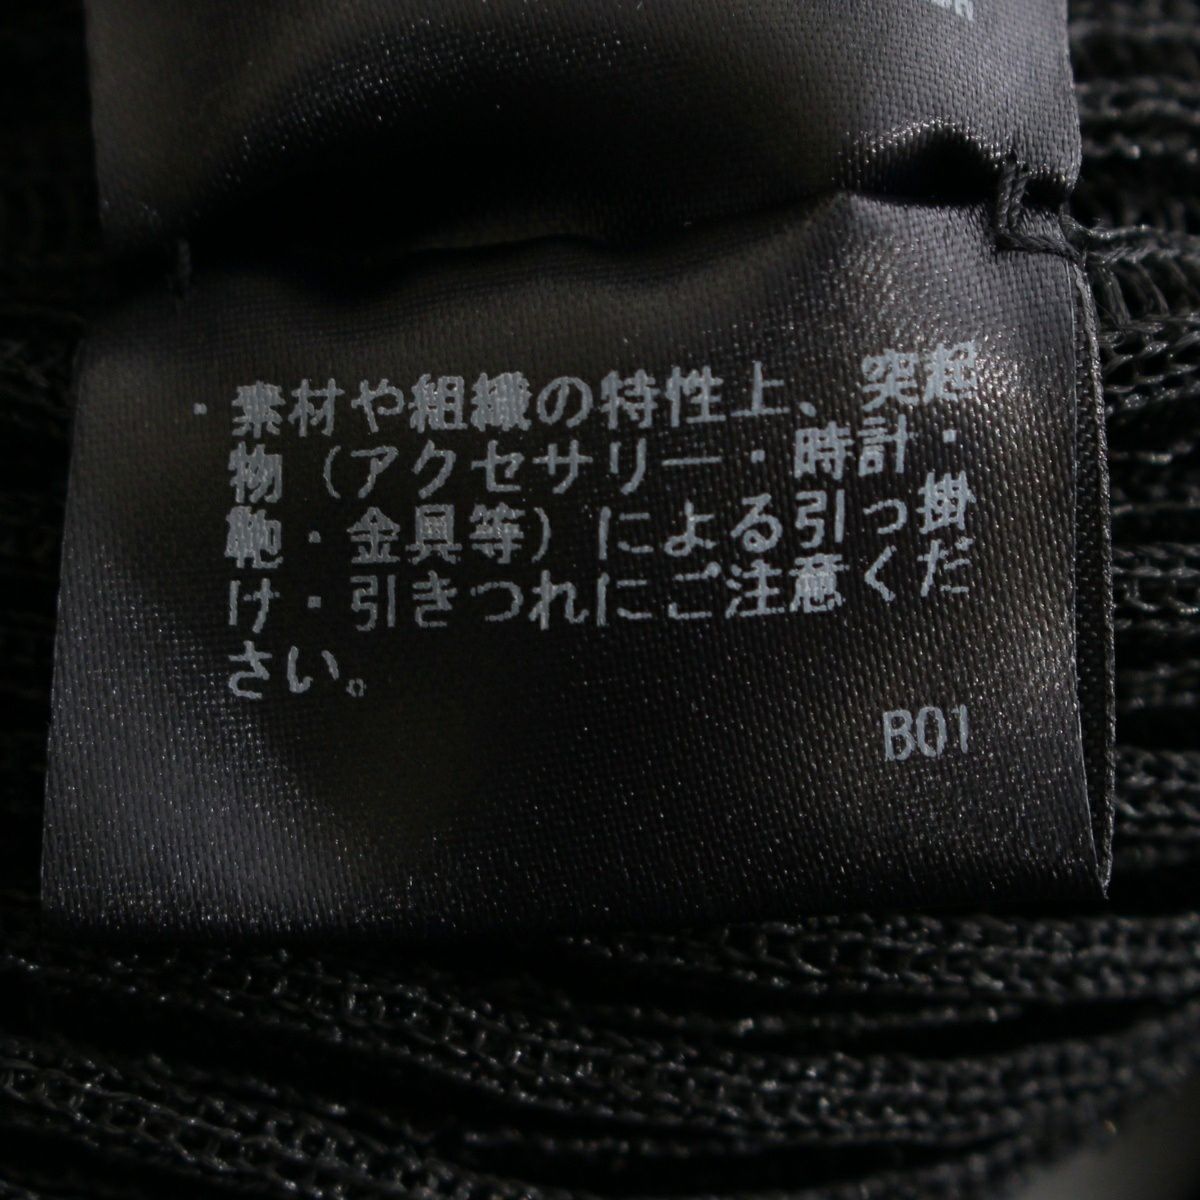 ・素材や組織の特性上、突起
物（アクセサリー・時計・
鞄・金具等）による引っ掛
け・引きつれにご注意くだ
さい。
B01